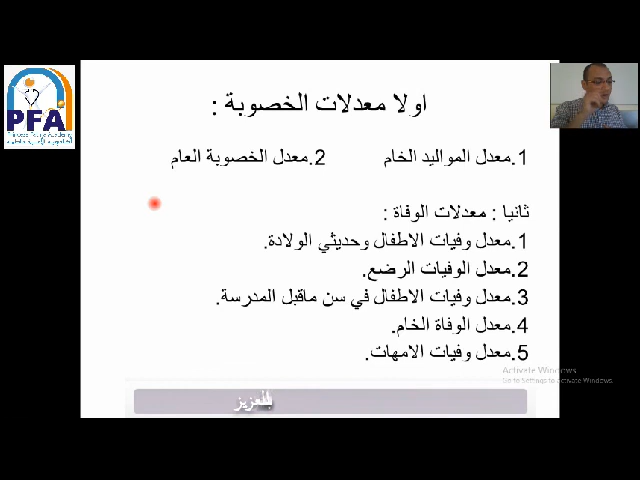 اولا معدلات الخصوبة :
1.معدل المواليد الخام 2.معدل الخصوبة العام
ثانيا : معدلات الوفاة :
1.معدل وفيات الاطفال وحديثي الولادة.
2.معدل الوفيات الرضع.
3.معدل وفيات الاطفال في سن ماقبل المدرسة.
4.معدل الوفاة الخام.
5.معدل وفيات الامهات.
PFA
Activate Windows
Go to Settings to activate Windows.